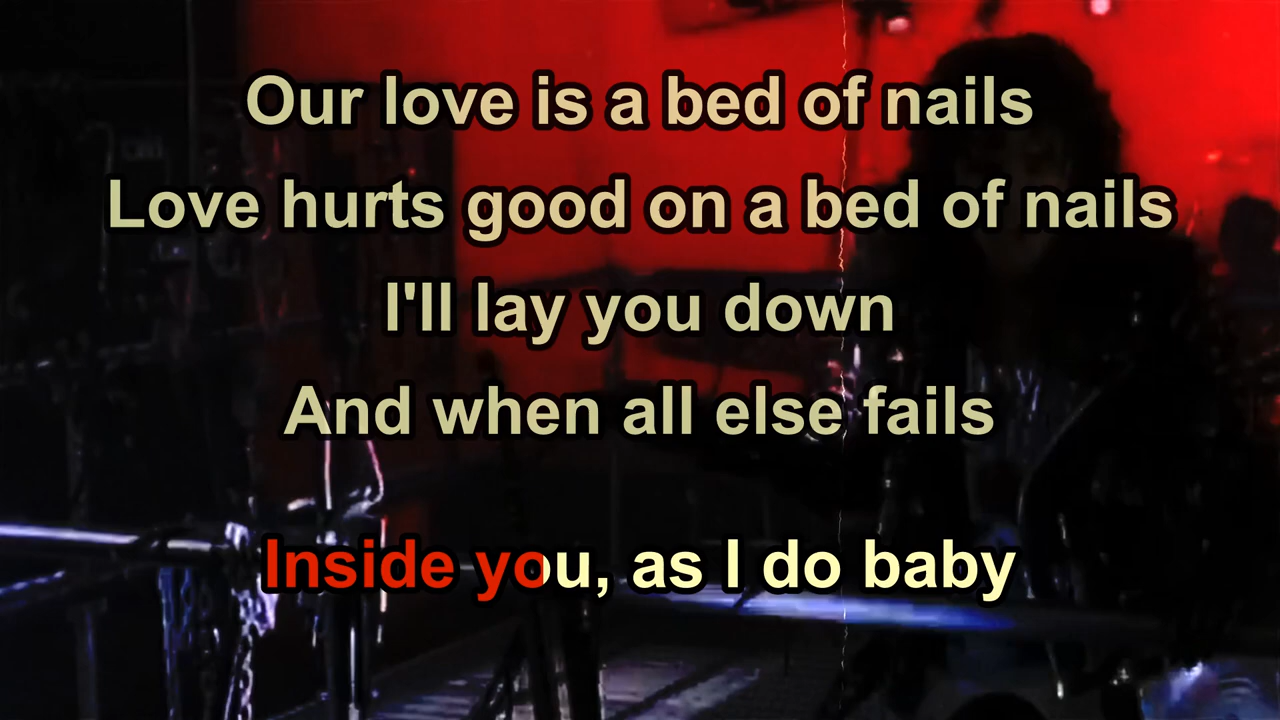 Our love is a bed of nails
Love hurts good on a bed of nails
I'll lay you down
And when all else fails
Inside you, as I do baby